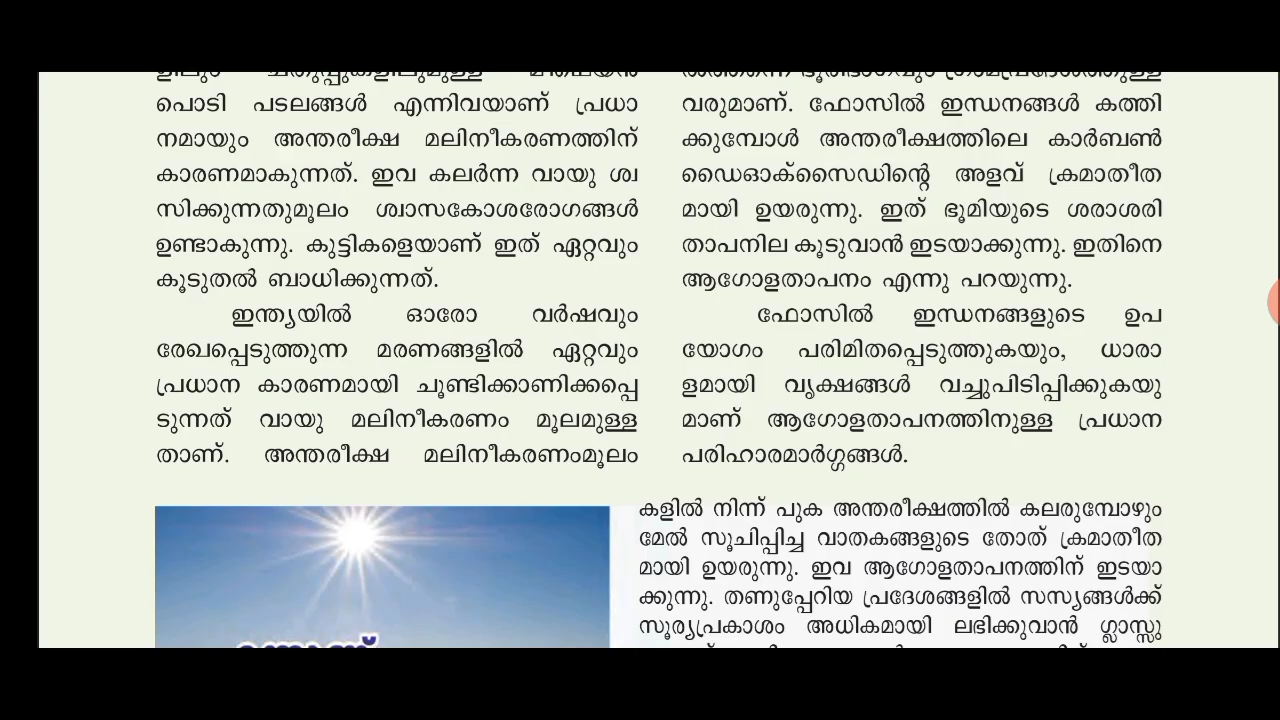 പൊടി പടലങ്ങൾ എന്നിവയാണ് പ്രധാ
നമായും അന്തരീക്ഷ മലിനീകരണത്തിന്
കാരണമാകുന്നത്. ഇവ കലർന്ന വായു ശ്വ
സിക്കുന്നതുമൂലം ശ്വാസകോശരോഗങ്ങൾ
ഉണ്ടാകുന്നു. കുട്ടികളെയാണ് ഇത് ഏറ്റവും
കൂടുതൽ ബാധിക്കുന്നത്.
ഇന്ത്യയിൽ ഓരോ വർഷവും
രേഖപ്പെടുത്തുന്ന മരണങ്ങളിൽ ഏറ്റവും
പ്രധാന കാരണമായി ചൂണ്ടിക്കാണിക്കപ്പെ
ടുന്നത് വായു മലിനീകരണം മൂലമുള്ള
താണ്. അന്തരീക്ഷ മലിനീകരണംമൂലം
വരുമാണ്. ഫോസിൽ ഇന്ധനങ്ങൾ കത്തി
ക്കുമ്പോൾ അന്തരീക്ഷത്തിലെ കാർബൺ
ഡൈഓക്സൈഡിന്റെ അളവ് ക്രമാതീത
മായി ഉയരുന്നു. ഇത് ഭൂമിയുടെ ശരാശരി
താപനില കൂടുവാൻ ഇടയാക്കുന്നു. ഇതിനെ
ആഗോളതാപനം എന്നു പറയുന്നു.
ഫോസിൽ ഇന്ധനങ്ങളുടെ ഉപ
യോഗം പരിമിതപ്പെടുത്തുകയും, ധാരാ
ളമായി വൃക്ഷങ്ങൾ വച്ചുപിടിപ്പിക്കുകയു
മാണ് ആഗോളതാപനത്തിനുള്ള പ്രധാന
പരിഹാരമാർഗ്ഗങ്ങൾ.
കളിൽ നിന്ന് പുക അന്തരീക്ഷത്തിൽ കലരുമ്പോഴും
മേൽ സൂചിപ്പിച്ച വാതകങ്ങളുടെ തോത് ക്രമാതീത
മായി ഉയരുന്നു. ഇവ ആഗോളതാപനത്തിന് ഇടയാ
ക്കുന്നു. തണുപ്പേറിയ പ്രദേശങ്ങളിൽ സസ്യങ്ങൾക്ക്
സൂര്യപ്രകാശം അധികമായി ലഭിക്കുവാൻ ഗ്ലാസ്സു